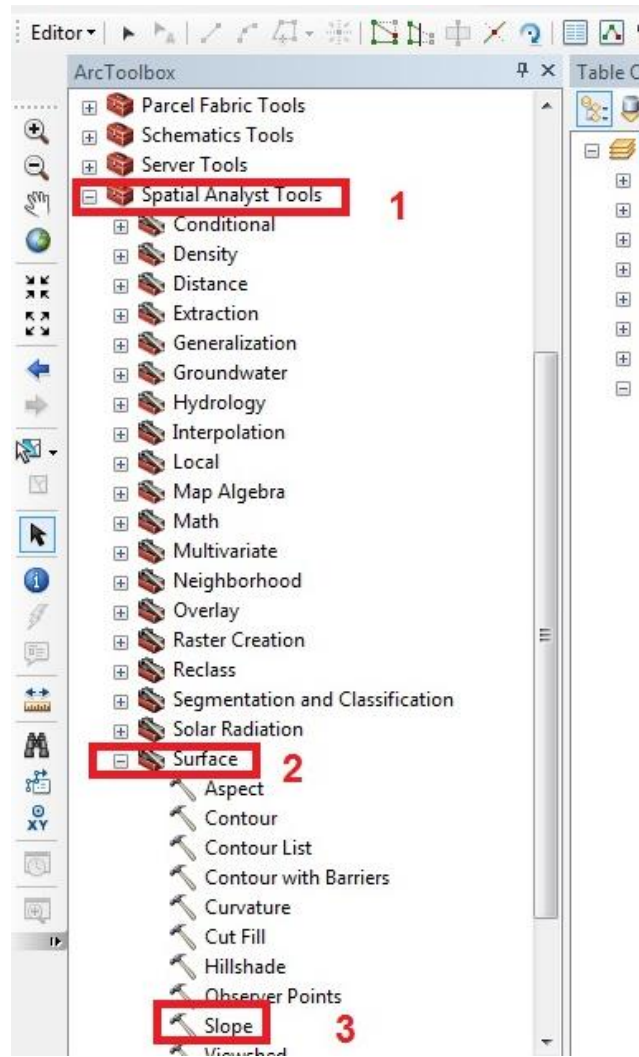 Editor
ArcToolbox
Table O
Parcel Fabric Tools
Schematics Tools
Server Tools
Spatial Analyst Tools
1
Conditional
Density
Distance
Extraction
Generalization
Groundwater
Hydrology
Interpolation
Local
Map Algebra
Math
Multivariate
Neighborhood
Overlay
Raster Creation
Reclass
Segmentation and Classification
Solar Radiation
Surface
2
Aspect
Contour
Contour List
Contour with Barriers
Curvature
Cut Fill
Hillshade
Observer Points
Slope
3
Viewshed
XY